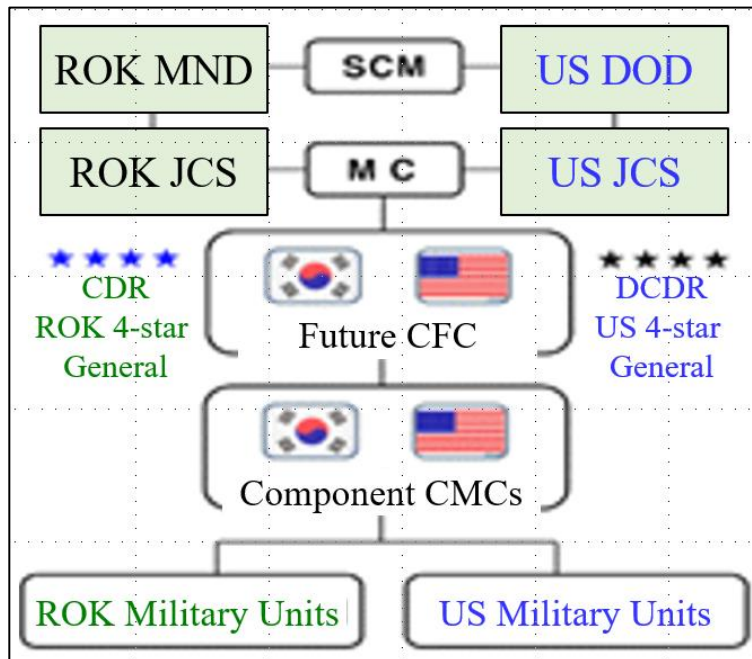 ROK MND
SCM
US DOD
ROK JCS
M C
US JCS
CDR
ROK 4-star
General
Future CFC
DCDR
US 4-star
General
Component CMCs
ROK Military Units
US Military Units